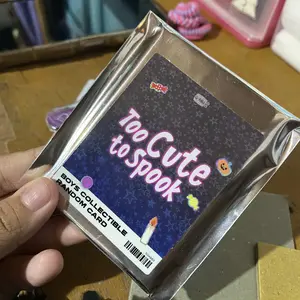 Too Cute
to spook
BOYS COLLECTIBLE
RANDOM CARD